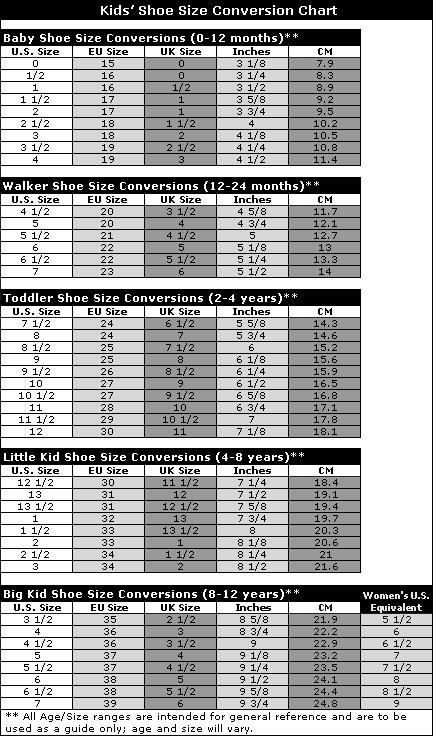 Kids' Shoe Size Conversion Chart
Baby Shoe Size Conversions (0-12 months)**
U.S. Size EU Size UK Size Inches CM
0 15 0 3 1/8 7.9
1/2 16 0 3 1/4 8.3
1 16 1/2 3 1/2 8.9
1 1/2 17 1 3 5/8 9.2
2 17 1 3 3/4 9.5
2 1/2 18 1 1/2 4 10.2
3 18 2 4 1/8 10.5
3 1/2 19 2 1/2 4 1/4 10.8
4 19 3 4 1/2 11.4
Walker Shoe Size Conversions (12-24 months)**
U.S. Size EU Size UK Size Inches CM
4 1/2 20 3 1/2 4 5/8 11.7
5 20 4 4 3/4 12.1
5 1/2 21 4 1/2 5 12.7
6 22 5 5 1/8 13
6 1/2 22 5 1/2 5 1/4 13.3
7 23 6 5 1/2 14
Toddler Shoe Size Conversions (2-4 years)**
U.S. Size EU Size UK Size Inches CM
7 1/2 24 6 1/2 5 5/8 14.3
8 24 7 5 3/4 14.6
8 1/2 25 7 1/2 6 15.2
9 25 8 6 1/8 15.6
9 1/2 26 8 1/2 6 1/4 15.9
10 27 9 6 1/2 16.5
10 1/2 27 9 1/2 6 5/8 16.8
11 28 10 6 3/4 17.1
11 1/2 29 10 1/2 7 17.8
12 30 11 7 1/8 18.1
Little Kid Shoe Size Conversions (4-8 years)**
U.S. Size EU Size UK Size Inches CM
12 1/2 30 11 1/2 7 1/4 18.4
13 31 12 7 1/2 19.1
13 1/2 31 12 1/2 7 5/8 19.4
1 32 13 7 3/4 19.7
1 1/2 33 13 1/2 8 20.3
2 33 1 8 1/8 20.6
2 1/2 34 1 1/2 8 1/4 21
3 34 2 8 1/2 21.6
Big Kid Shoe Size Conversions (8-12 years)** Women's U.S.
U.S. Size EU Size UK Size Inches CM Equivalent
3 1/2 35 2 1/2 8 5/8 21.9 5 1/2
4 36 3 8 3/4 22.2 6
4 1/2 36 3 1/2 9 22.9 6 1/2
5 37 4 9 1/8 23.2 7
5 1/2 37 4 1/2 9 1/4 23.5 7 1/2
6 38 5 9 1/2 24.1 8
6 1/2 38 5 1/2 9 5/8 24.4 8 1/2
7 39 6 9 3/4 24.8 9
** All Age/Size ranges are intended for general reference and are to be
used as a guide only; age and size will vary.